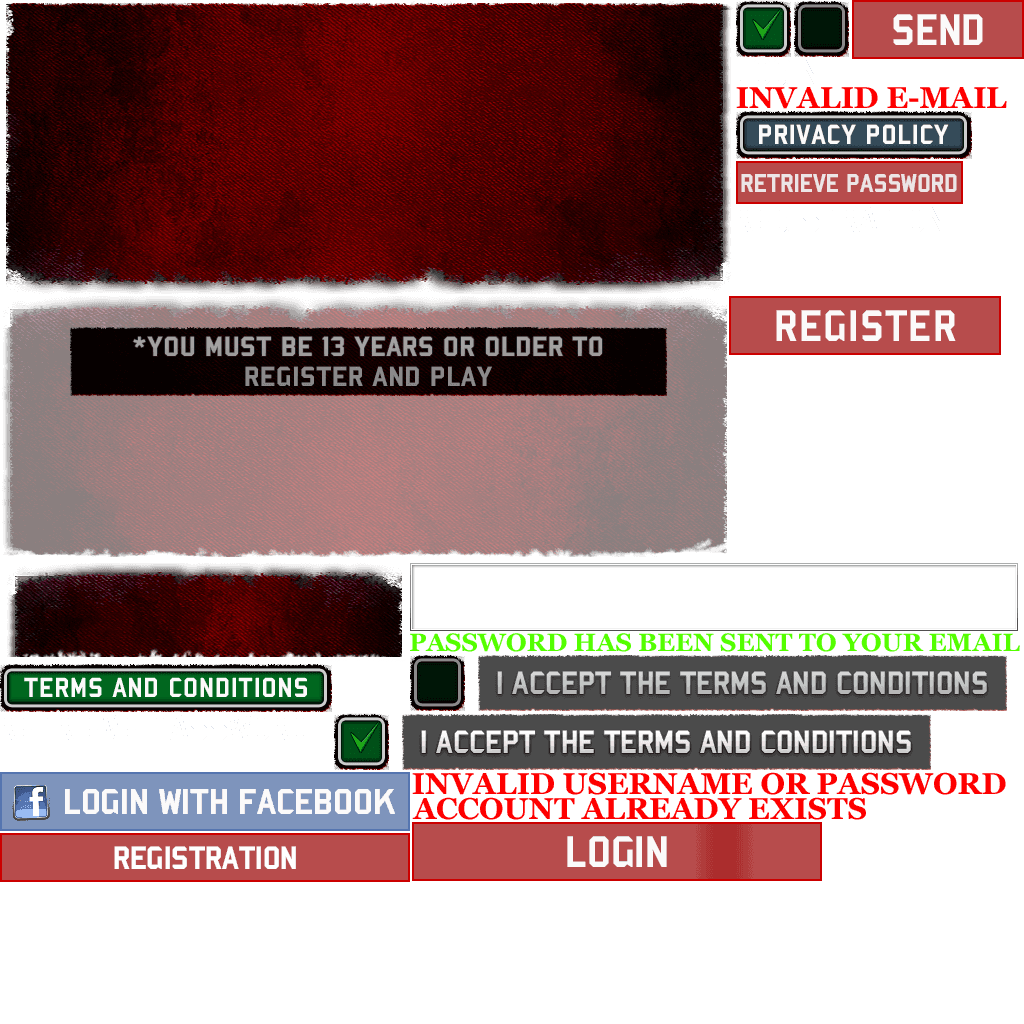 SEND
INVALID E-MAIL
PRIVACY POLICY
RETRIEVE PASSWORD
REGISTER
*YOU MUST BE 13 YEARS OR OLDER TO
REGISTER AND PLAY
PASSWORD HAS BEEN SENT TO YOUR EMAIL
TERMS AND CONDITIONS
I ACCEPT THE TERMS AND CONDITIONS
I ACCEPT THE TERMS AND CONDITIONS
f LOGIN WITH FACEBOOK
INVALID USERNAME OR PASSWORD
ACCOUNT ALREADY EXISTS
REGISTRATION
LOGIN